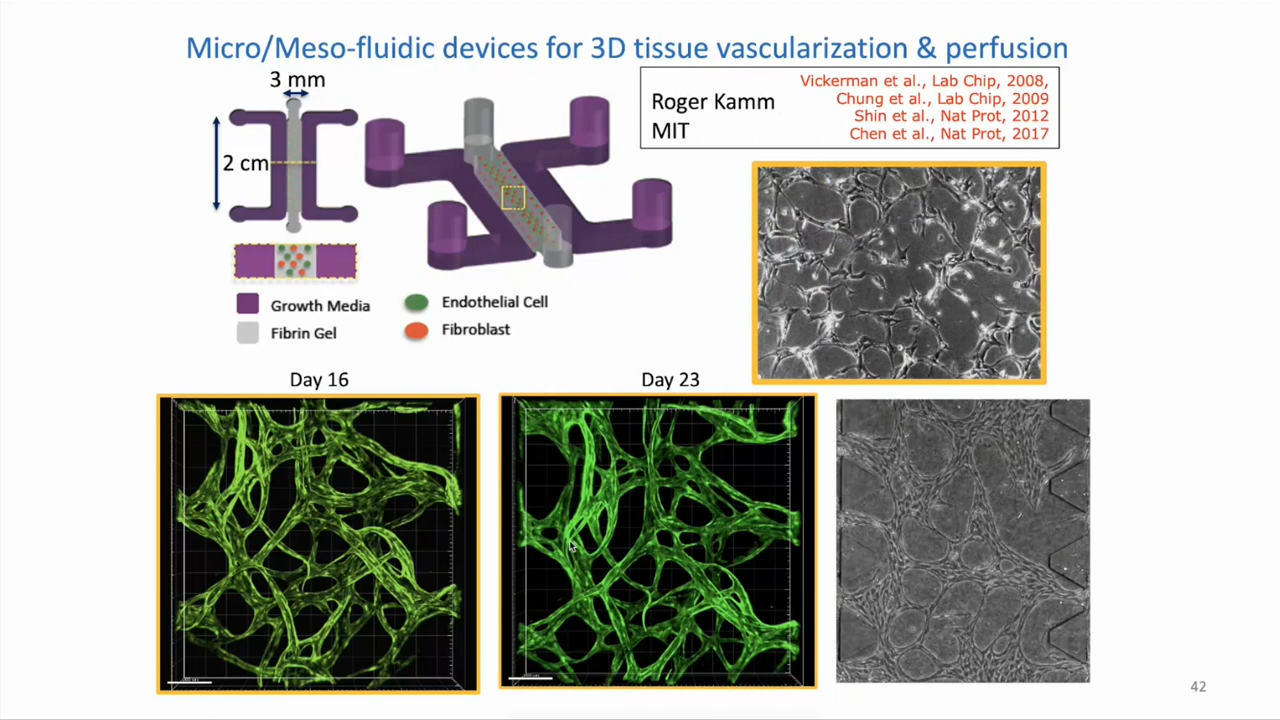 Micro/Meso-fluidic devices for 3D tissue vascularization & perfusion
3 mm
2 cm
Roger Kamm
MIT
Vickerman et al., Lab Chip, 2008,
Chung et al., Lab Chip, 2009
Shin et al., Nat Prot, 2012
Chen et al., Nat Prot, 2017
Growth Media
Fibrin Gel
Endothelial Cell
Fibroblast
Day 16
Day 23
42